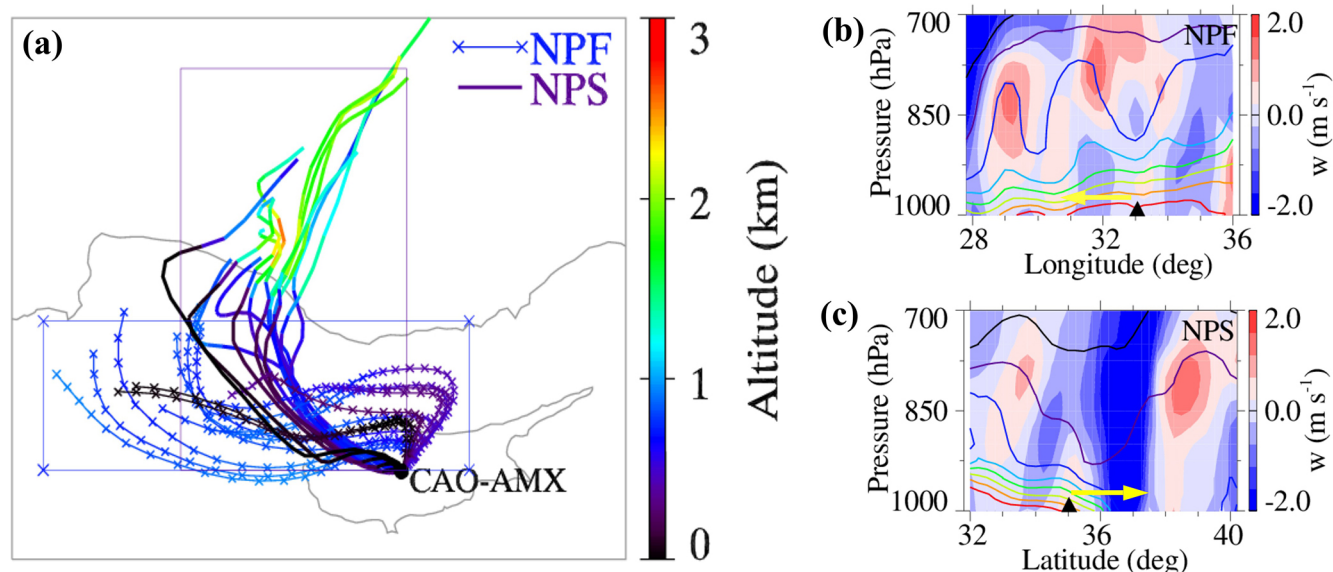 (a)
NPF
NPS
CAO-AMX
3
2
1
0
Altitude (km)
(b)
NPF
700
850
1000
Pressure (hPa)
28
32
36
Longitude (deg)
2.0
0.0
-2.0
w (m s⁻¹)
(c)
NPS
700
850
1000
Pressure (hPa)
32
36
40
Latitude (deg)
2.0
0.0
-2.0
w (m s⁻¹)